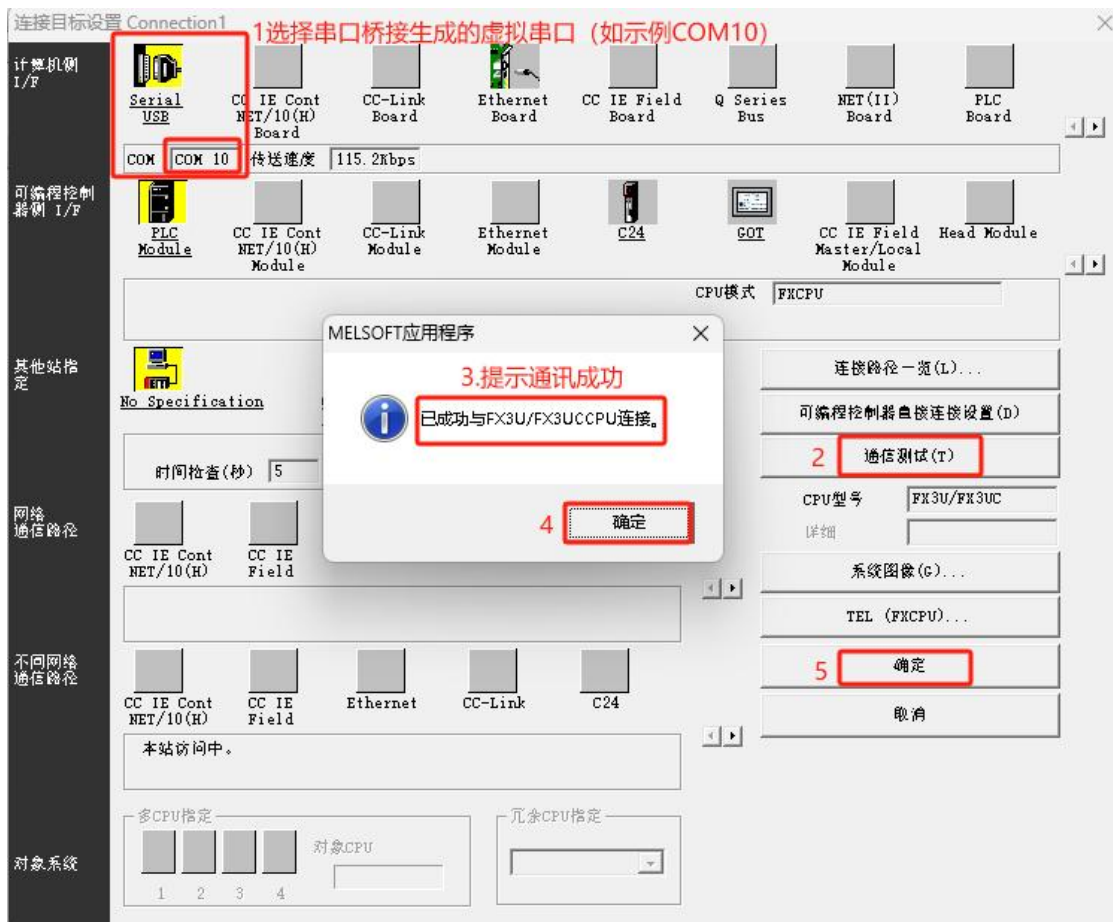 连接目标设置 Connection1
1选择串口桥接生成的虚拟串口（如示例COM10）
计算机侧
I/F
Serial
USB
CC IE Cont
NET/10(H)
Board
CC-Link
Board
Ethernet
Board
CC IE Field
Board
Q Series
Bus
NET(II)
Board
PLC
Board
COM COM 10 传送速度 115.2Kbps
可编程控制
器侧 I/F
PLC
Module
CC IE Cont
NET/10(H)
Module
CC-Link
Module
Ethernet
Module
C24
GOT
CC IE Field
Master/Local
Module
Head Module
CPU模式 FXCPU
MELSOFT应用程序
3.提示通讯成功
已成功与FX3U/FX3UCCPU连接。
4 确定
其他站指
定
No Specification
时间检查(秒) 5
连接路径一览(L)...
可编程控制器直接连接设置(D)
2 通信测试(T)
CPU型号 FX3U/FX3UC
详细
系统图像(G)...
TEL (FXCPU)...
5 确定
取消
网络
通信路径
CC IE Cont
NET/10(H)
CC IE
Field
不同网络
通信路径
CC IE Cont
NET/10(H)
CC IE
Field
Ethernet
CC-Link
C24
本站访问中。
对象系统
多CPU指定
1 2 3 4
对象CPU
冗余CPU指定